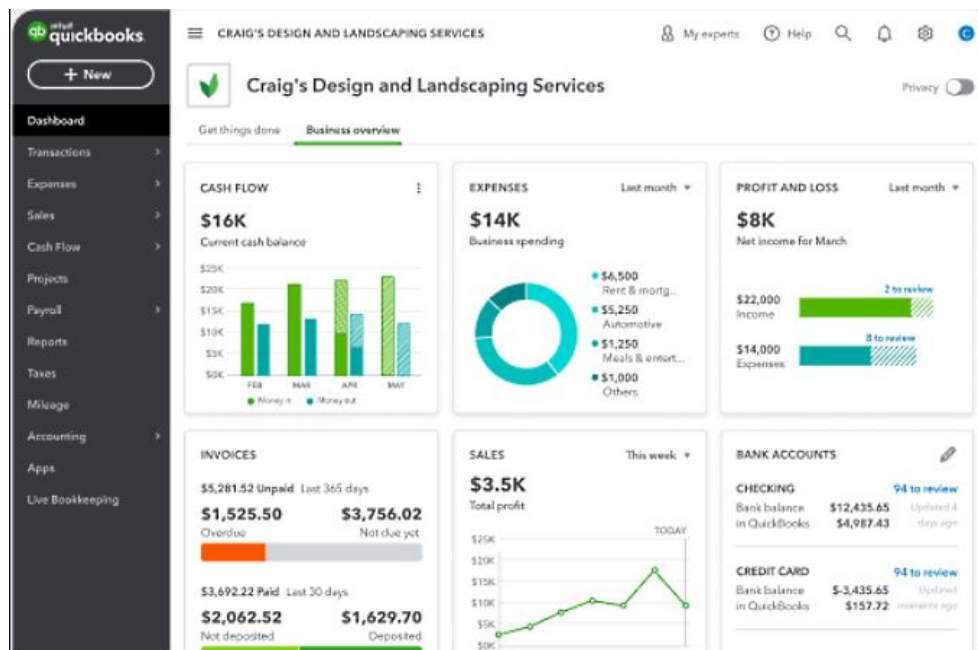 intuit
quickbooks.
+ New
Dashboard
Transactions
Expenses
Sales
Cash Flow
Projects
Payroll
Reports
Taxes
Mileage
Accounting
Apps
Live Bookkeeping
CRAIG'S DESIGN AND LANDSCAPING SERVICES
My experts
Help
C
Craig's Design and Landscaping Services
Privacy
Get things done
Business overview
CASH FLOW
$16K
Current cash balance
$25K
$20K
$15K
$10K
$5K
$0K
FEB MAR APR MAY
Money in Money out
EXPENSES Last month
$14K
Business spending
$6,500
Rent & mortg...
$5,250
Automotive
$1,250
Meals & entert...
$1,000
Others
PROFIT AND LOSS Last month
$8K
Net income for March
2 to review
$22,000
Income
8 to review
$14,000
Expenses
INVOICES
$5,281.52 Unpaid Last 365 days
$1,525.50 $3,756.02
Overdue Not due yet
$3,692.22 Paid Last 30 days
$2,062.52 $1,629.70
Not deposited Deposited
SALES This week
$3.5K
Total profit
TODAY
$25K
$20K
$15K
$10K
$5K
$0K
BANK ACCOUNTS
CHECKING 94 to review
Bank balance $12,435.65 Updated 4
in QuickBooks $4,987.43 days ago
CREDIT CARD 94 to review
Bank balance $-3,435.65 Updated
in QuickBooks $157.72 moments ago